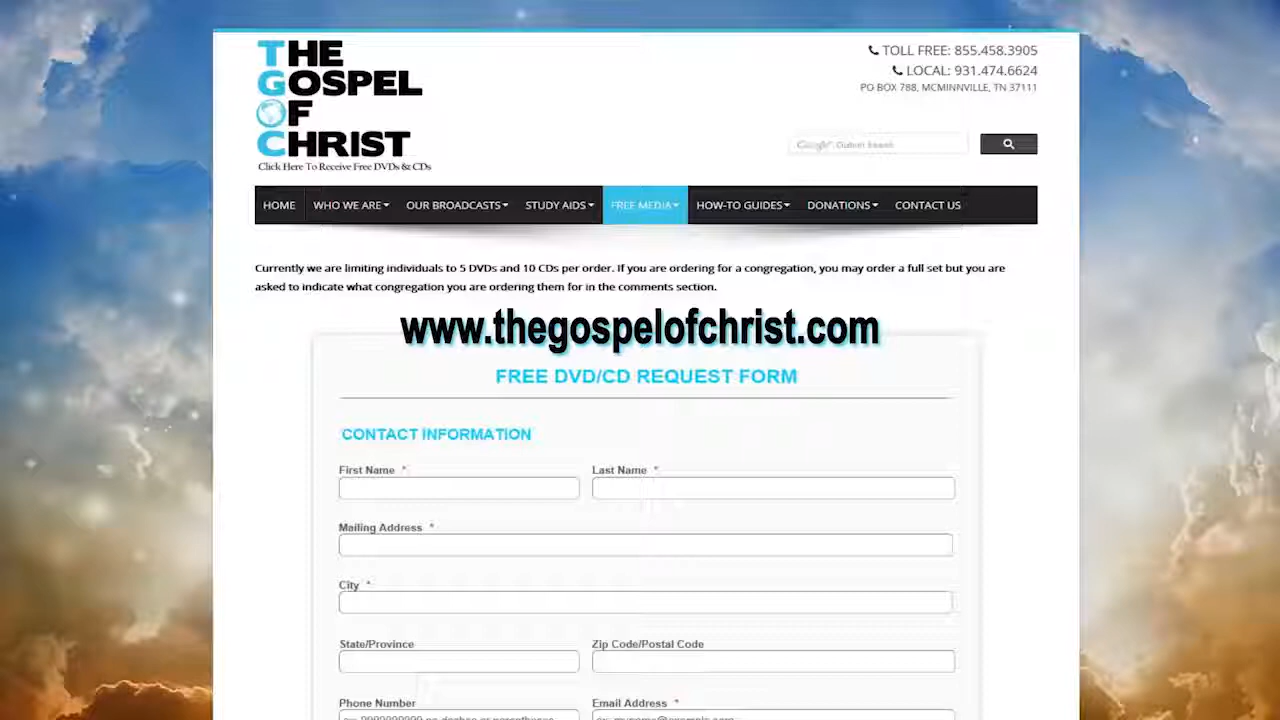 THE
GOSPEL
OF
CHRIST
Click Here To Receive Free DVDs & CDs
TOLL FREE: 855.458.3905
LOCAL: 931.474.6624
PO BOX 788, MCMINNVILLE, TN 37111
Google Custom Search
HOME WHO WE ARE OUR BROADCASTS STUDY AIDS FREE MEDIA HOW-TO GUIDES DONATIONS CONTACT US
Currently we are limiting individuals to 5 DVDs and 10 CDs per order. If you are ordering for a congregation, you may order a full set but you are
asked to indicate what congregation you are ordering them for in the comments section.
www.thegospelofchrist.com
FREE DVD/CD REQUEST FORM
CONTACT INFORMATION
First Name * Last Name *
Mailing Address *
City *
State/Province Zip Code/Postal Code
Phone Number Email Address *